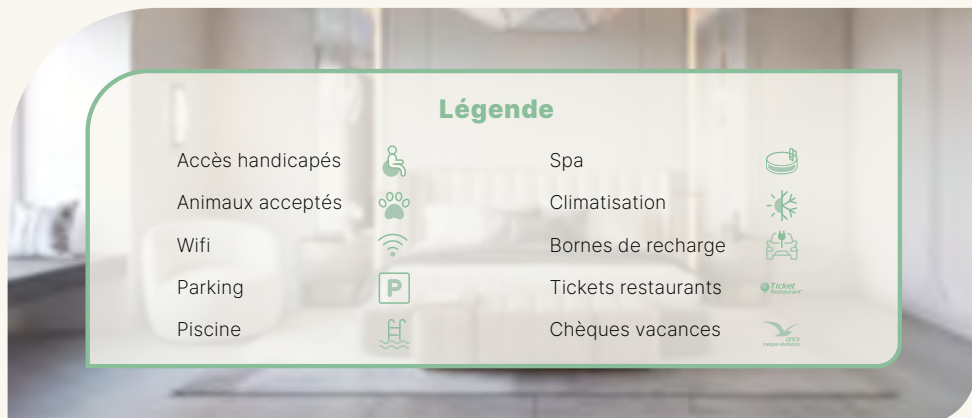 Légende
Accès handicapés
Animaux acceptés
Wifi
Parking
P
Piscine
Spa
Climatisation
Bornes de recharge
Tickets restaurants
Ticket
Restaurant
Chèques vacances
ancv